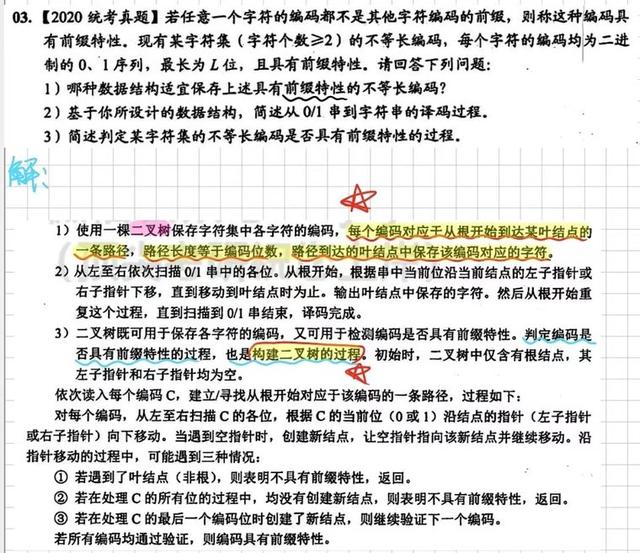 03.【2020 统考真题】若任意一个字符的编码都不是其他字符编码的前缀，则称这种编码具
有前缀特性。现有某字符集（字符个数≥2）的不等长编码，每个字符的编码均为二进
制的 0、1 序列，最长为 L 位，且具有前缀特性。请回答下列问题：
1）哪种数据结构适宜保存上述具有前缀特性的不等长编码？
2）基于你所设计的数据结构，简述从 0/1 串到字符串的译码过程。
3）简述判定某字符集的不等长编码是否具有前缀特性的过程。
解：
1）使用一棵二叉树保存字符集中各字符的编码，每个编码对应于从根开始到达某叶结点的
一条路径，路径长度等于编码位数，路径到达的叶结点中保存该编码对应的字符。
2）从左至右依次扫描 0/1 串中的各位。从根开始，根据串中当前位沿当前结点的左子指针或
右子指针下移，直到移动到叶结点时为止。输出叶结点中保存的字符。然后从根开始重
复这个过程，直到扫描到 0/1 串结束，译码完成。
3）二叉树既可用于保存各字符的编码，又可用于检测编码是否具有前缀特性。判定编码是
否具有前缀特性的过程，也是构建二叉树的过程。初始时，二叉树中仅含有根结点，其
左子指针和右子指针均为空。
依次读入每个编码 C，建立/寻找从根开始对应于该编码的一条路径，过程如下：
对每个编码，从左至右扫描 C 的各位，根据 C 的当前位（0 或 1）沿结点的指针（左子指针
或右子指针）向下移动。当遇到空指针时，创建新结点，让空指针指向该新结点并继续移动。沿
指针移动的过程中，可能遇到三种情况：
① 若遇到了叶结点（非根），则表明不具有前缀特性，返回。
② 若在处理 C 的所有位的过程中，均没有创建新结点，则表明不具有前缀特性，返回。
③ 若在处理 C 的最后一个编码位时创建了新结点，则继续验证下一个编码。
若所有编码均通过验证，则编码具有前缀特性。